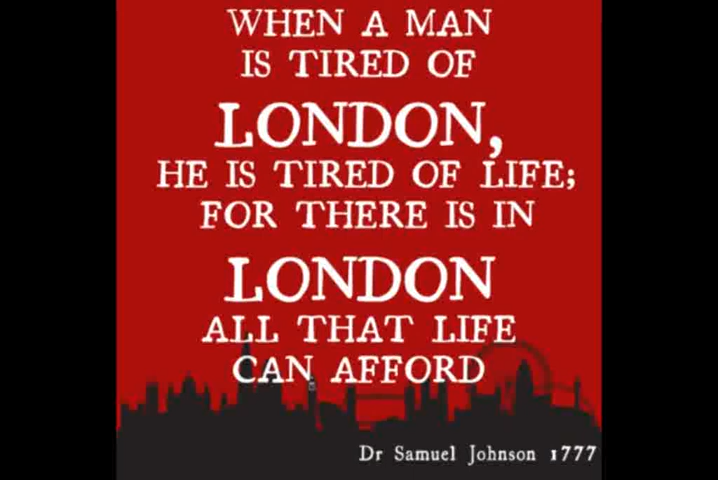 WHEN A MAN
IS TIRED OF
LONDON,
HE IS TIRED OF LIFE;
FOR THERE IS IN
LONDON
ALL THAT LIFE
CAN AFFORD
Dr Samuel Johnson 1777